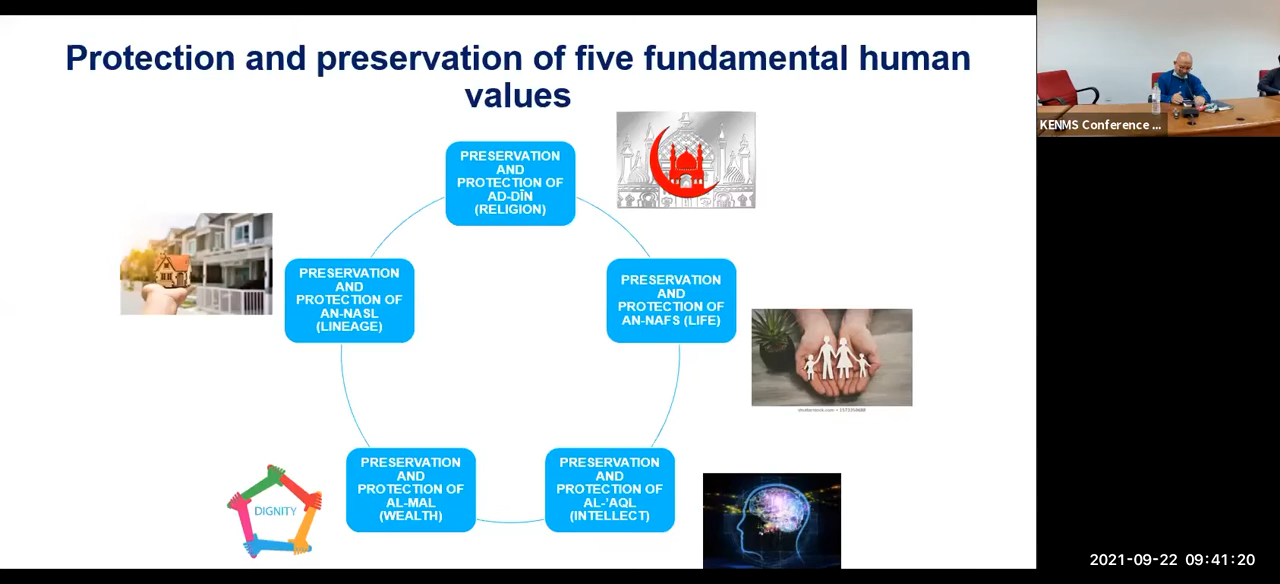 Protection and preservation of five fundamental human
values
PRESERVATION
AND
PROTECTION OF
AD-DĪN
(RELIGION)
PRESERVATION
AND
PROTECTION OF
AN-NAFS (LIFE)
PRESERVATION
AND
PROTECTION OF
AL-'AQL
(INTELLECT)
PRESERVATION
AND
PROTECTION OF
AL-MAL
(WEALTH)
PRESERVATION
AND
PROTECTION OF
AN-NASL
(LINEAGE)
DIGNITY
KENMS Conference ...
2021-09-22 09:41:20